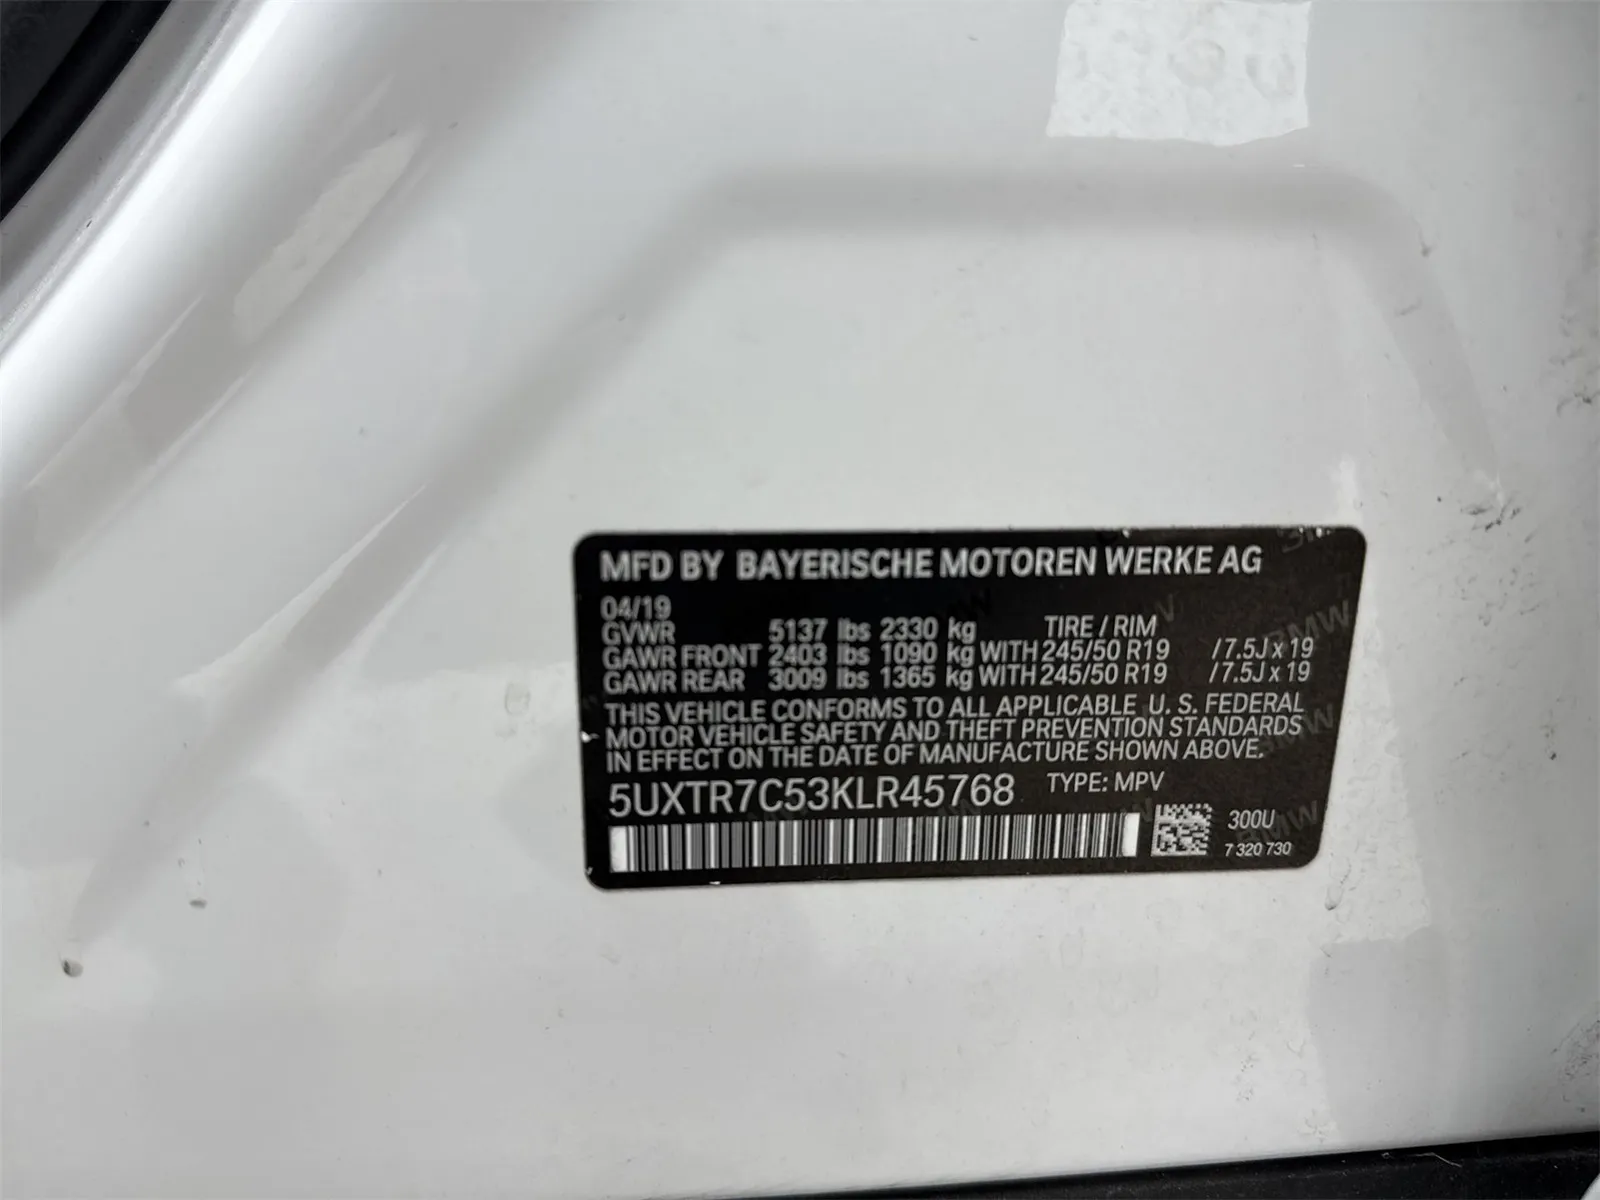 MFD BY BAYERISCHE MOTOREN WERKE AG
04/19
GVWR 5137 lbs 2330 kg TIRE / RIM
GAWR FRONT 2403 lbs 1090 kg WITH 245/50 R19 / 7.5J x 19
GAWR REAR 3009 lbs 1365 kg WITH 245/50 R19 / 7.5J x 19
THIS VEHICLE CONFORMS TO ALL APPLICABLE U. S. FEDERAL
MOTOR VEHICLE SAFETY AND THEFT PREVENTION STANDARDS
IN EFFECT ON THE DATE OF MANUFACTURE SHOWN ABOVE.
5UXTR7C53KLR45768 TYPE: MPV
300U
7 320 730